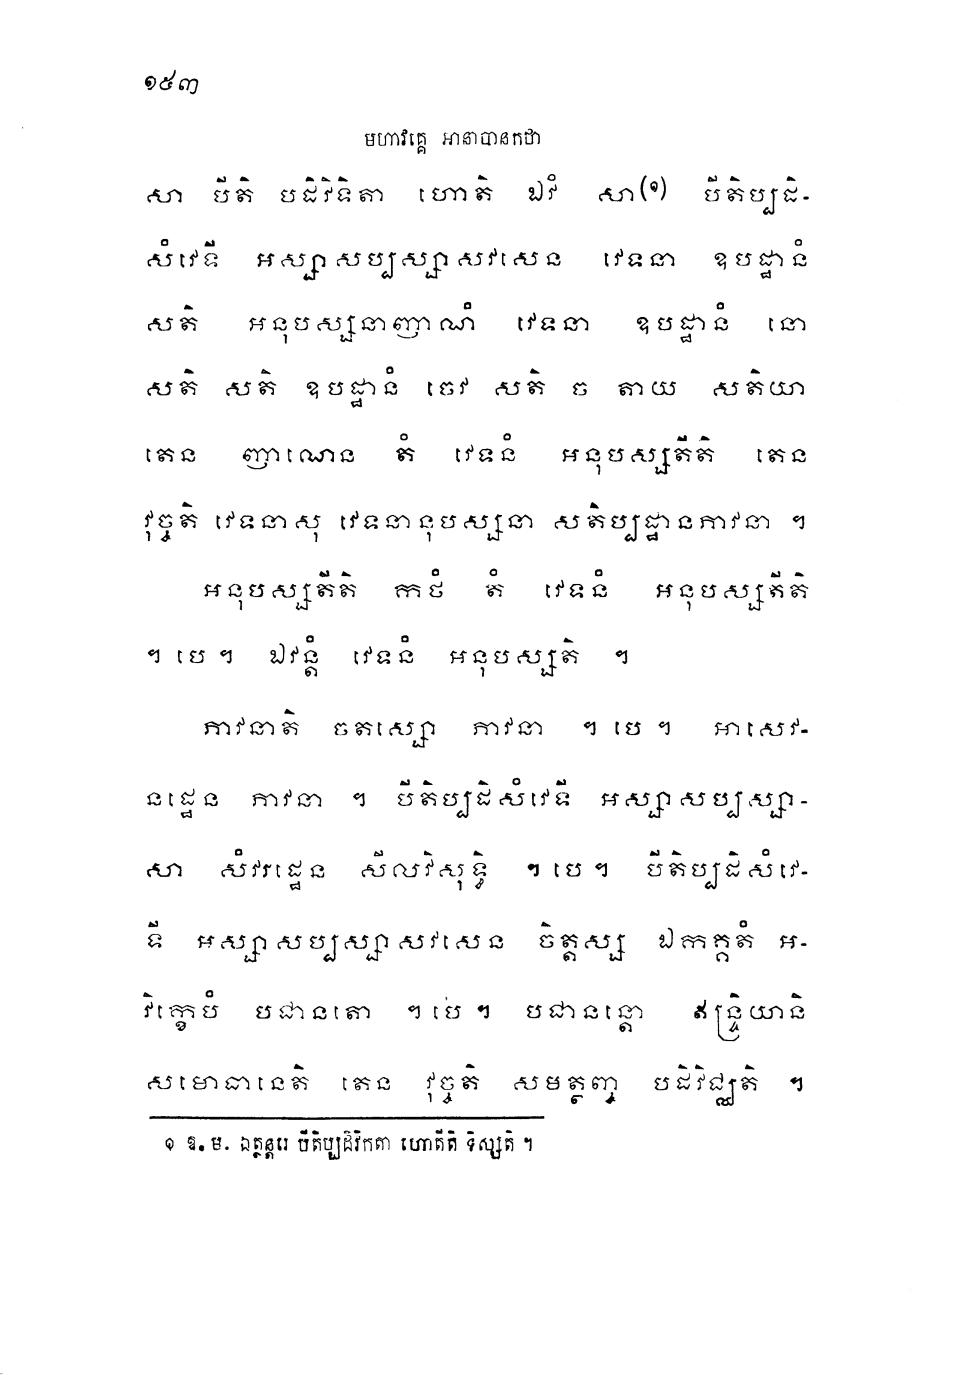 ១៥៣
មហាវគ្គេ អានាបានកថា
សា បីតិ បដិវិទិតា ហោតិ ឯវំ សា(១) បីតិប្បដិ-
សំវេទី អស្សាសប្បស្សាសវសេន វេទនា ឧបដ្ឋានំ
សតិ អនុបស្សនាញាណំ វេទនា ឧបដ្ឋានំ នោ
សតិ សតិ ឧបដ្ឋានំ ចេវ សតិ ច តាយ សតិយា
តេន ញាណេន តំ វេទនំ អនុបស្សតីតិ តេន
វុច្ចតិ វេទនាសុ វេទនានុបស្សនា សតិប្បដ្ឋានភាវនា ។
អនុបស្សតីតិ កថំ តំ វេទនំ អនុបស្សតីតិ
។ បេ ។ ឯវន្តំ វេទនំ អនុបស្សតិ ។
ភាវនាតិ ចតស្សោ ភាវនា ។ បេ ។ អាសេវ-
នដ្ឋេន ភាវនា ។ បីតិប្បដិសំវេទី អស្សាសប្បស្សា-
សា សំវរដ្ឋេន សីលវិសុទ្ធិ ។ បេ ។ បីតិប្បដិសំវេ-
ទី អស្សាសប្បស្សាសវសេន ចិត្តស្ស ឯកគ្គតំ អ-
វិក្ខេបំ បជានតោ ។ បេ ។ បជានន្តោ ឥន្ទ្រិយានិ
សមោធានេតិ តេន វុច្ចតិ សមត្ថញ្ច បដិវិជ្ឈតិ ។
១ ឱ. ម. ឯត្ថន្តរេ បីតិប្បដិវិកតា ហោតីតិ ទិស្សតិ ។